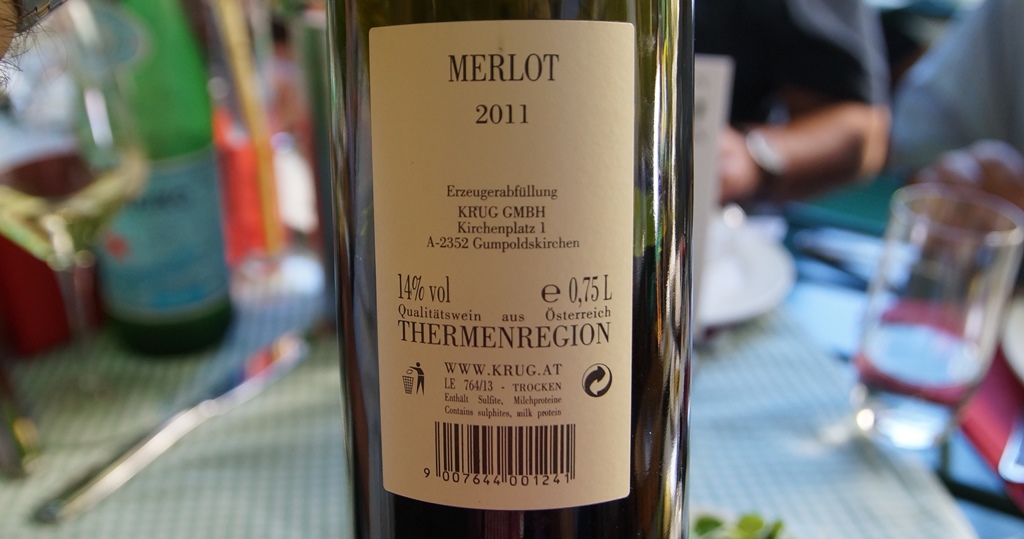 MERLOT
2011
Erzeugerabfüllung
KRUG GMBH
Kirchenplatz 1
A-2352 Gumpoldskirchen
14% vol ℮ 0,75 L
Qualitätswein aus Österreich
THERMENREGION
WWW.KRUG.AT
LE 764/13 - TROCKEN
Enthält Sulfite, Milchproteine
Contains sulphites, milk protein
9 007644 001241